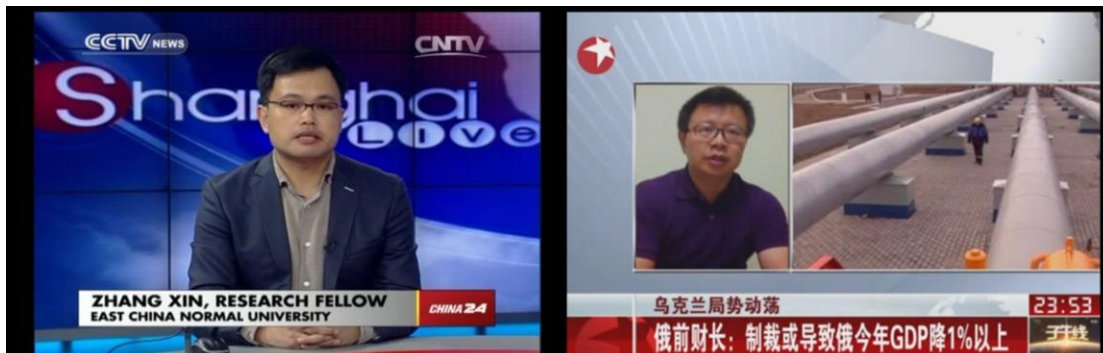 CCTV NEWS
CNTV
Shanghai
LIVE
ZHANG XIN, RESEARCH FELLOW
EAST CHINA NORMAL UNIVERSITY
CHINA 24
乌克兰局势动荡
23:53
俄前财长：制裁或导致俄今年GDP降1%以上